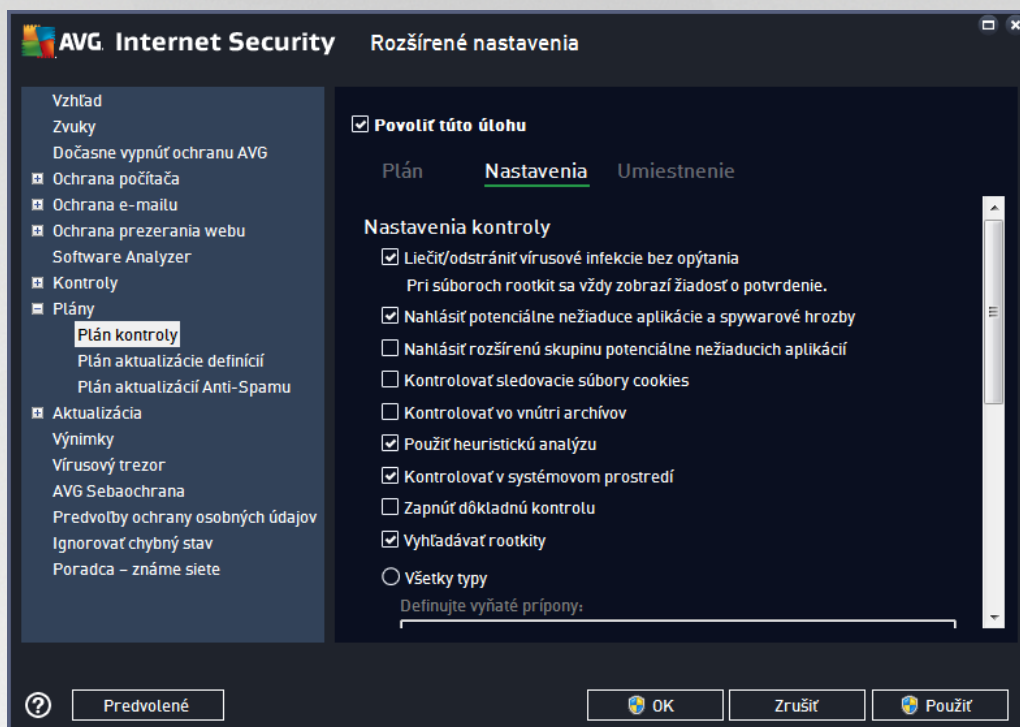 AVG. Internet Security Rozšírené nastavenia
Vzhľad
Zvuky
Dočasne vypnúť ochranu AVG
Ochrana počítača
Ochrana e-mailu
Ochrana prezerania webu
Software Analyzer
Kontroly
Plány
Plán kontroly
Plán aktualizácie definícií
Plán aktualizácií Anti-Spamu
Aktualizácia
Výnimky
Vírusový trezor
AVG Sebaochrana
Predvoľby ochrany osobných údajov
Ignorovať chybný stav
Poradca – známe siete
Povoliť túto úlohu
Plán Nastavenia Umiestnenie
Nastavenia kontroly
Liečiť/odstrániť vírusové infekcie bez opýtania
Pri súboroch rootkit sa vždy zobrazí žiadosť o potvrdenie.
Nahlásiť potenciálne nežiaduce aplikácie a spywarové hrozby
Nahlásiť rozšírenú skupinu potenciálne nežiaducich aplikácií
Kontrolovať sledovacie súbory cookies
Kontrolovať vo vnútri archívov
Použiť heuristickú analýzu
Kontrolovať v systémovom prostredí
Zapnúť dôkladnú kontrolu
Vyhľadávať rootkity
Všetky typy
Definujte vyňaté prípony:
? Predvolené OK Zrušiť Použiť